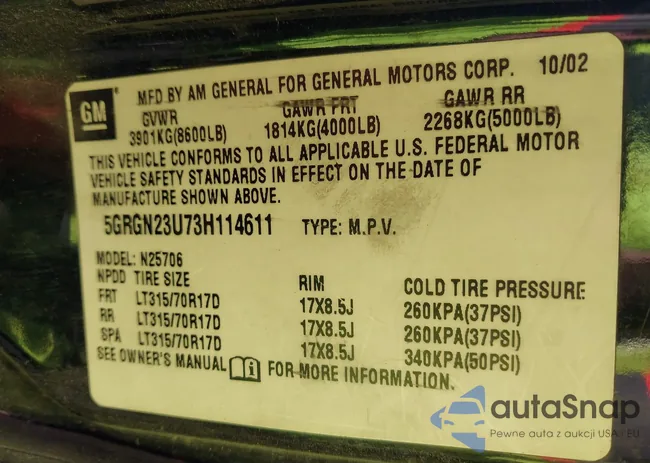 GM
MFD BY AM GENERAL FOR GENERAL MOTORS CORP. 10/02
GVWR GAWR FRT GAWR RR
3901KG(8600LB) 1814KG(4000LB) 2268KG(5000LB)
THIS VEHICLE CONFORMS TO ALL APPLICABLE U.S. FEDERAL MOTOR
VEHICLE SAFETY STANDARDS IN EFFECT ON THE DATE OF
MANUFACTURE SHOWN ABOVE.
5GRGN23U73H114611 TYPE: M.P.V.
MODEL: N25706
NPDD TIRE SIZE RIM COLD TIRE PRESSURE
FRT LT315/70R17D 17X8.5J 260KPA(37PSI)
RR LT315/70R17D 17X8.5J 260KPA(37PSI)
SPA LT315/70R17D 17X8.5J 340KPA(50PSI)
SEE OWNER'S MANUAL FOR MORE INFORMATION.
autaSnap
Pewne auta z aukcji USA i EU